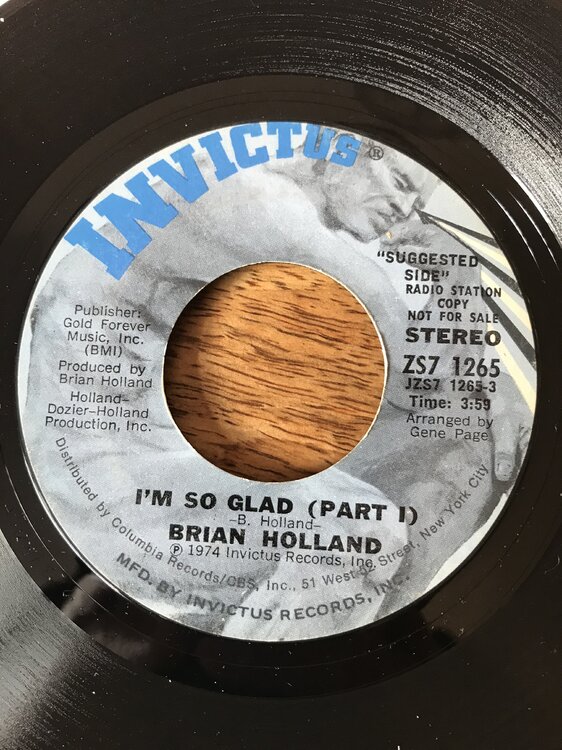 INVICTUS®
"SUGGESTED
SIDE"
RADIO STATION
COPY
NOT FOR SALE
STEREO
ZS7 1265
JZS7 1265-3
Time: 3:59
Arranged by
Gene Page
Publisher:
Gold Forever
Music, Inc.
(BMI)
Produced by
Brian Holland
Holland-
Dozier-Holland
Production, Inc.
I'M SO GLAD (PART I)
-B. Holland-
BRIAN HOLLAND
Ⓟ 1974 Invictus Records, Inc.
Distributed by Columbia Records/CBS, Inc., 51 West 52 Street, New York City
MFD. BY INVICTUS RECORDS, INC.